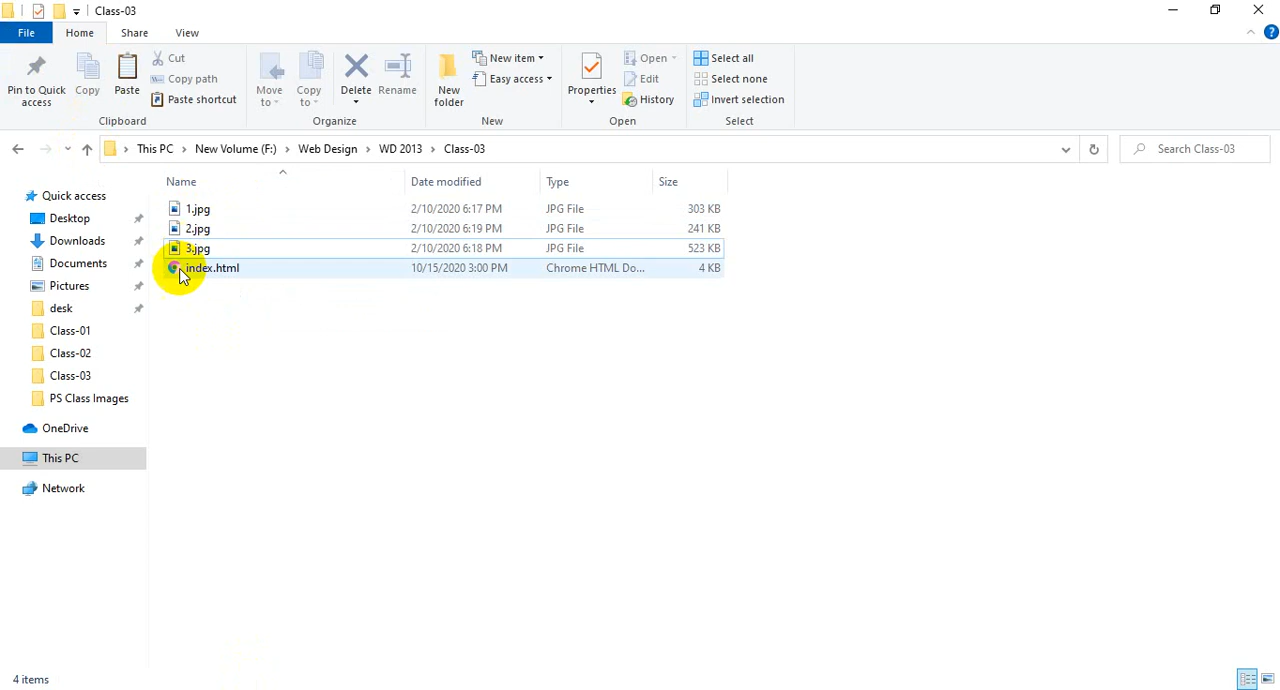 Class-03
File Home Share View
Pin to Quick access
Copy
Paste
Cut
Copy path
Paste shortcut
Clipboard
Move to
Copy to
Delete
Rename
Organize
New folder
New item
Easy access
New
Properties
Open
Edit
History
Open
Select all
Select none
Invert selection
Select
This PC > New Volume (F:) > Web Design > WD 2013 > Class-03
Search Class-03
Name Date modified Type Size
1.jpg 2/10/2020 6:17 PM JPG File 303 KB
2.jpg 2/10/2020 6:19 PM JPG File 241 KB
3.jpg 2/10/2020 6:18 PM JPG File 523 KB
index.html 10/15/2020 3:00 PM Chrome HTML Do... 4 KB
Quick access
Desktop
Downloads
Documents
Pictures
desk
Class-01
Class-02
Class-03
PS Class Images
OneDrive
This PC
Network
4 items